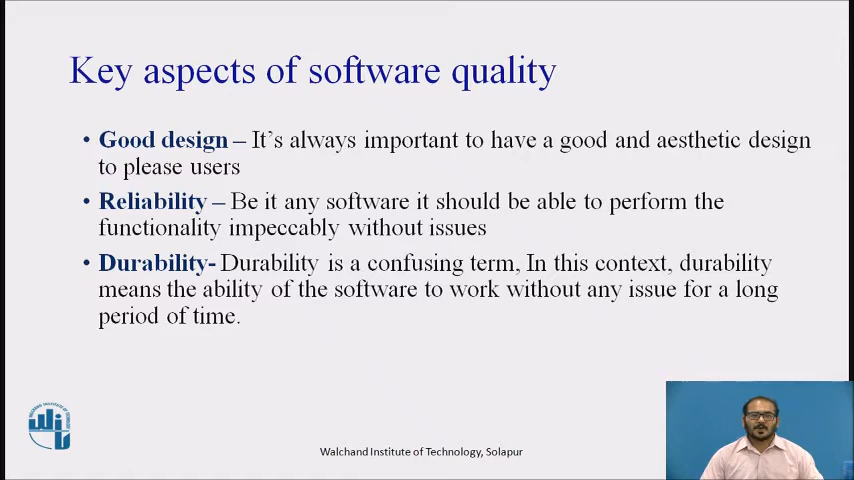 Key aspects of software quality
• Good design – It's always important to have a good and aesthetic design
to please users
• Reliability – Be it any software it should be able to perform the
functionality impeccably without issues
• Durability- Durability is a confusing term, In this context, durability
means the ability of the software to work without any issue for a long
period of time.
Walchand Institute of Technology, Solapur